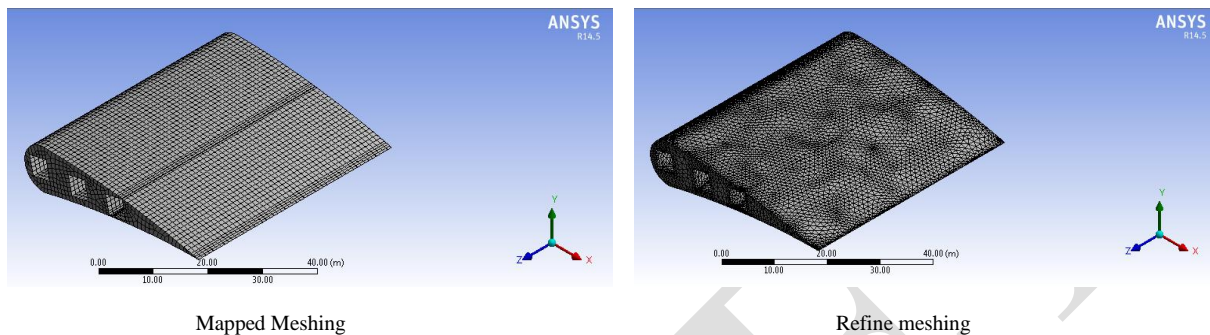 ANSYS
R14.5
Y
Z
X
0.00
20.00
40.00 (m)
10.00
30.00
Mapped Meshing
ANSYS
R14.5
Y
Z
X
0.00
20.00
40.00 (m)
10.00
30.00
Refine meshing